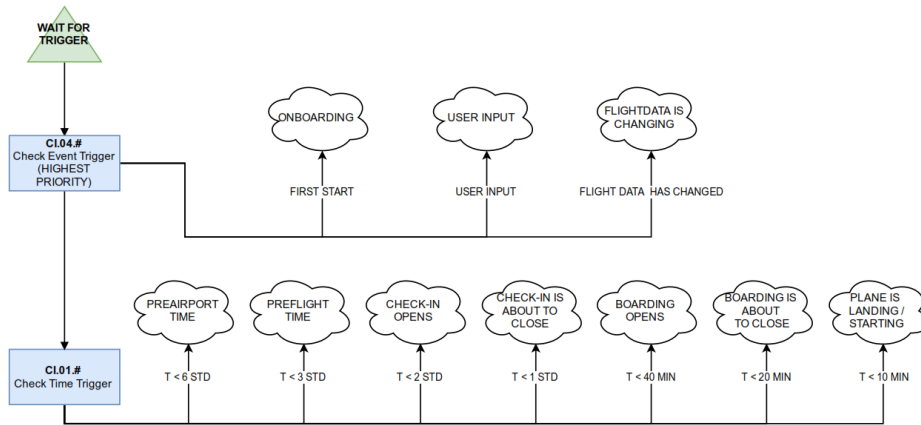 WAIT FOR
TRIGGER
ONBOARDING
USER INPUT
FLIGHTDATA IS
CHANGING
CI.04.#
Check Event Trigger
(HIGHEST
PRIORITY)
FIRST START
USER INPUT
FLIGHT DATA HAS CHANGED
PREAIRPORT
TIME
PREFLIGHT
TIME
CHECK-IN
OPENS
CHECK-IN IS
ABOUT TO
CLOSE
BOARDING
OPENS
BOARDING IS
ABOUT
TO CLOSE
PLANE IS
LANDING /
STARTING
CI.01.#
Check Time Trigger
T < 6 STD
T < 3 STD
T < 2 STD
T < 1 STD
T < 40 MIN
T < 20 MIN
T < 10 MIN